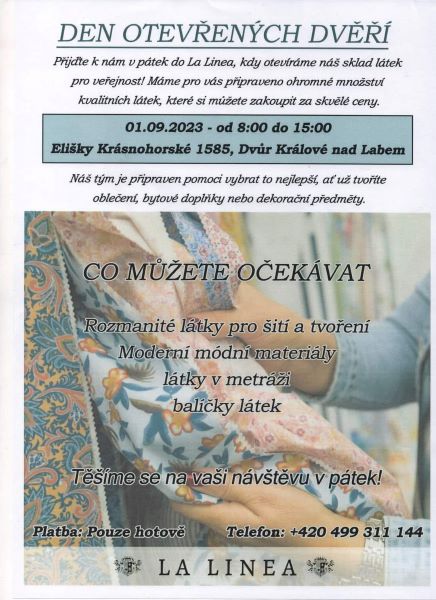 DEN OTEVŘENÝCH DVĚŘÍ
Přijďte k nám v pátek do La Linea, kdy otevíráme náš sklad látek
pro veřejnost! Máme pro vás připraveno ohromné množství
kvalitních látek, které si můžete zakoupit za skvělé ceny.
01.09.2023 - od 8:00 do 15:00
Elišky Krásnohorské 1585, Dvůr Králové nad Labem
Náš tým je připraven pomoci vybrat to nejlepší, ať už tvoříte
oblečení, bytové doplňky nebo dekorační předměty.
CO MŮŽETE OČEKÁVAT
Rozmanité látky pro šití a tvoření
Moderní módní materiály
látky v metráži
balíčky látek
Těšíme se na vaši návštěvu v pátek!
Platba: Pouze hotově Telefon: +420 499 311 144
LA LINEA